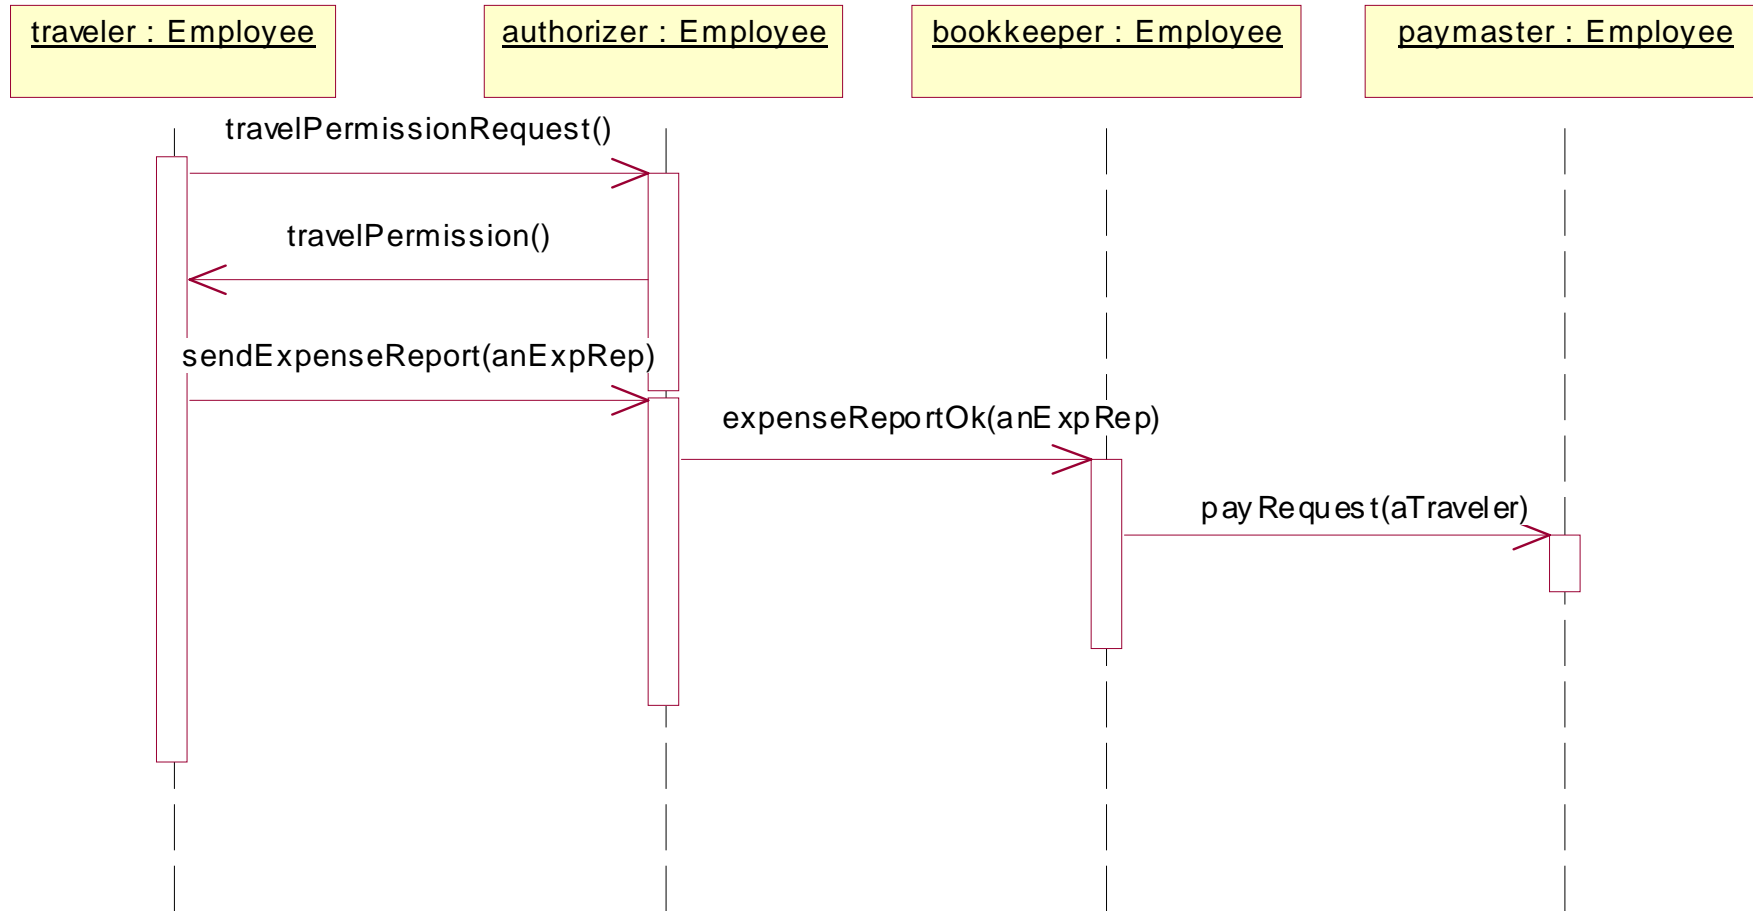 traveler : Employee
authorizer : Employee
bookkeeper : Employee
paymaster : Employee
travelPermissionRequest()
travelPermission()
sendExpenseReport(anExpRep)
expenseReportOk(anExpRep)
payRequest(aTraveler)